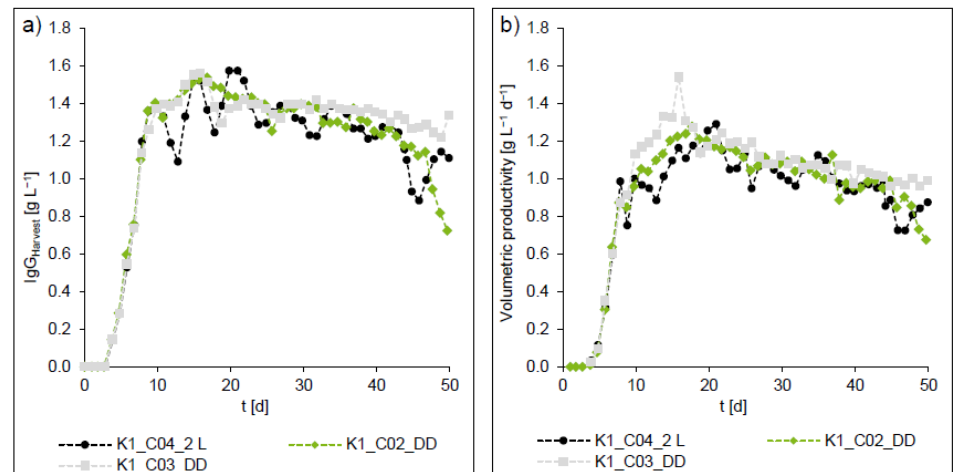 a)
1.8
1.6
1.4
1.2
1.0
0.8
0.6
0.4
0.2
0.0
IgG_Harvest [g L⁻¹]
0 10 20 30 40 50
t [d]
K1_C04_2 L K1_C02_DD
K1_C03_DD
b)
1.8
1.6
1.4
1.2
1.0
0.8
0.6
0.4
0.2
0.0
Volumetric productivity [g L⁻¹ d⁻¹]
0 10 20 30 40 50
t [d]
K1_C04_2 L K1_C02_DD
K1_C03_DD